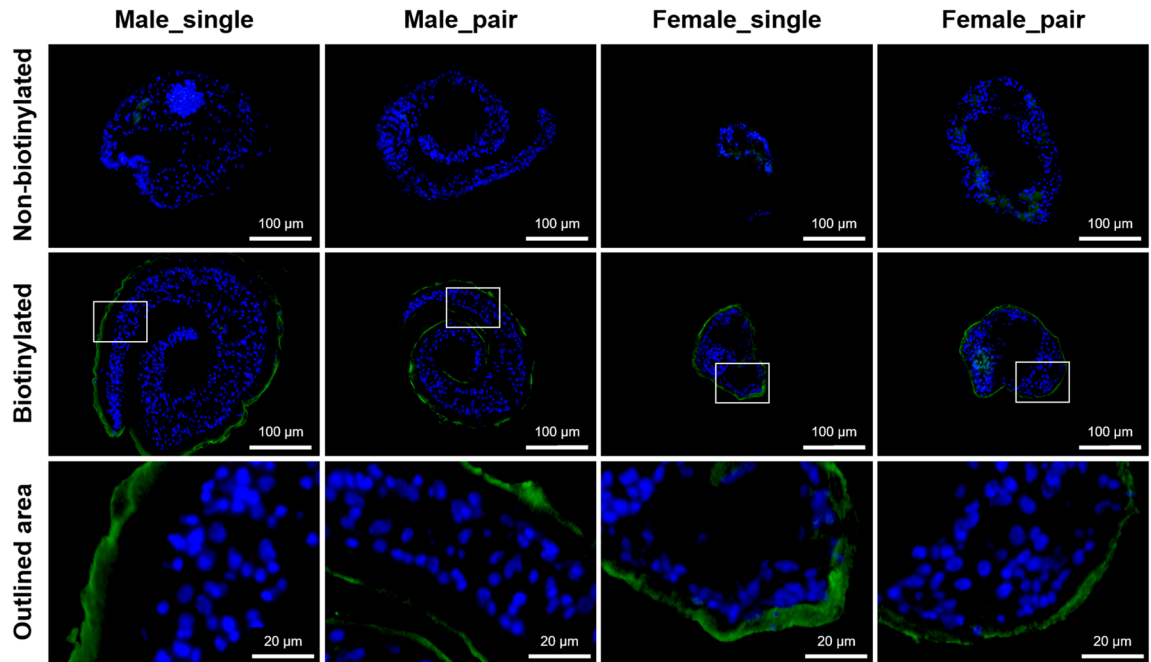 Male_single Male_pair Female_single Female_pair
Non-biotinylated
100 µm 100 µm 100 µm 100 µm
Biotinylated
100 µm 100 µm 100 µm 100 µm
Outlined area
20 µm 20 µm 20 µm 20 µm